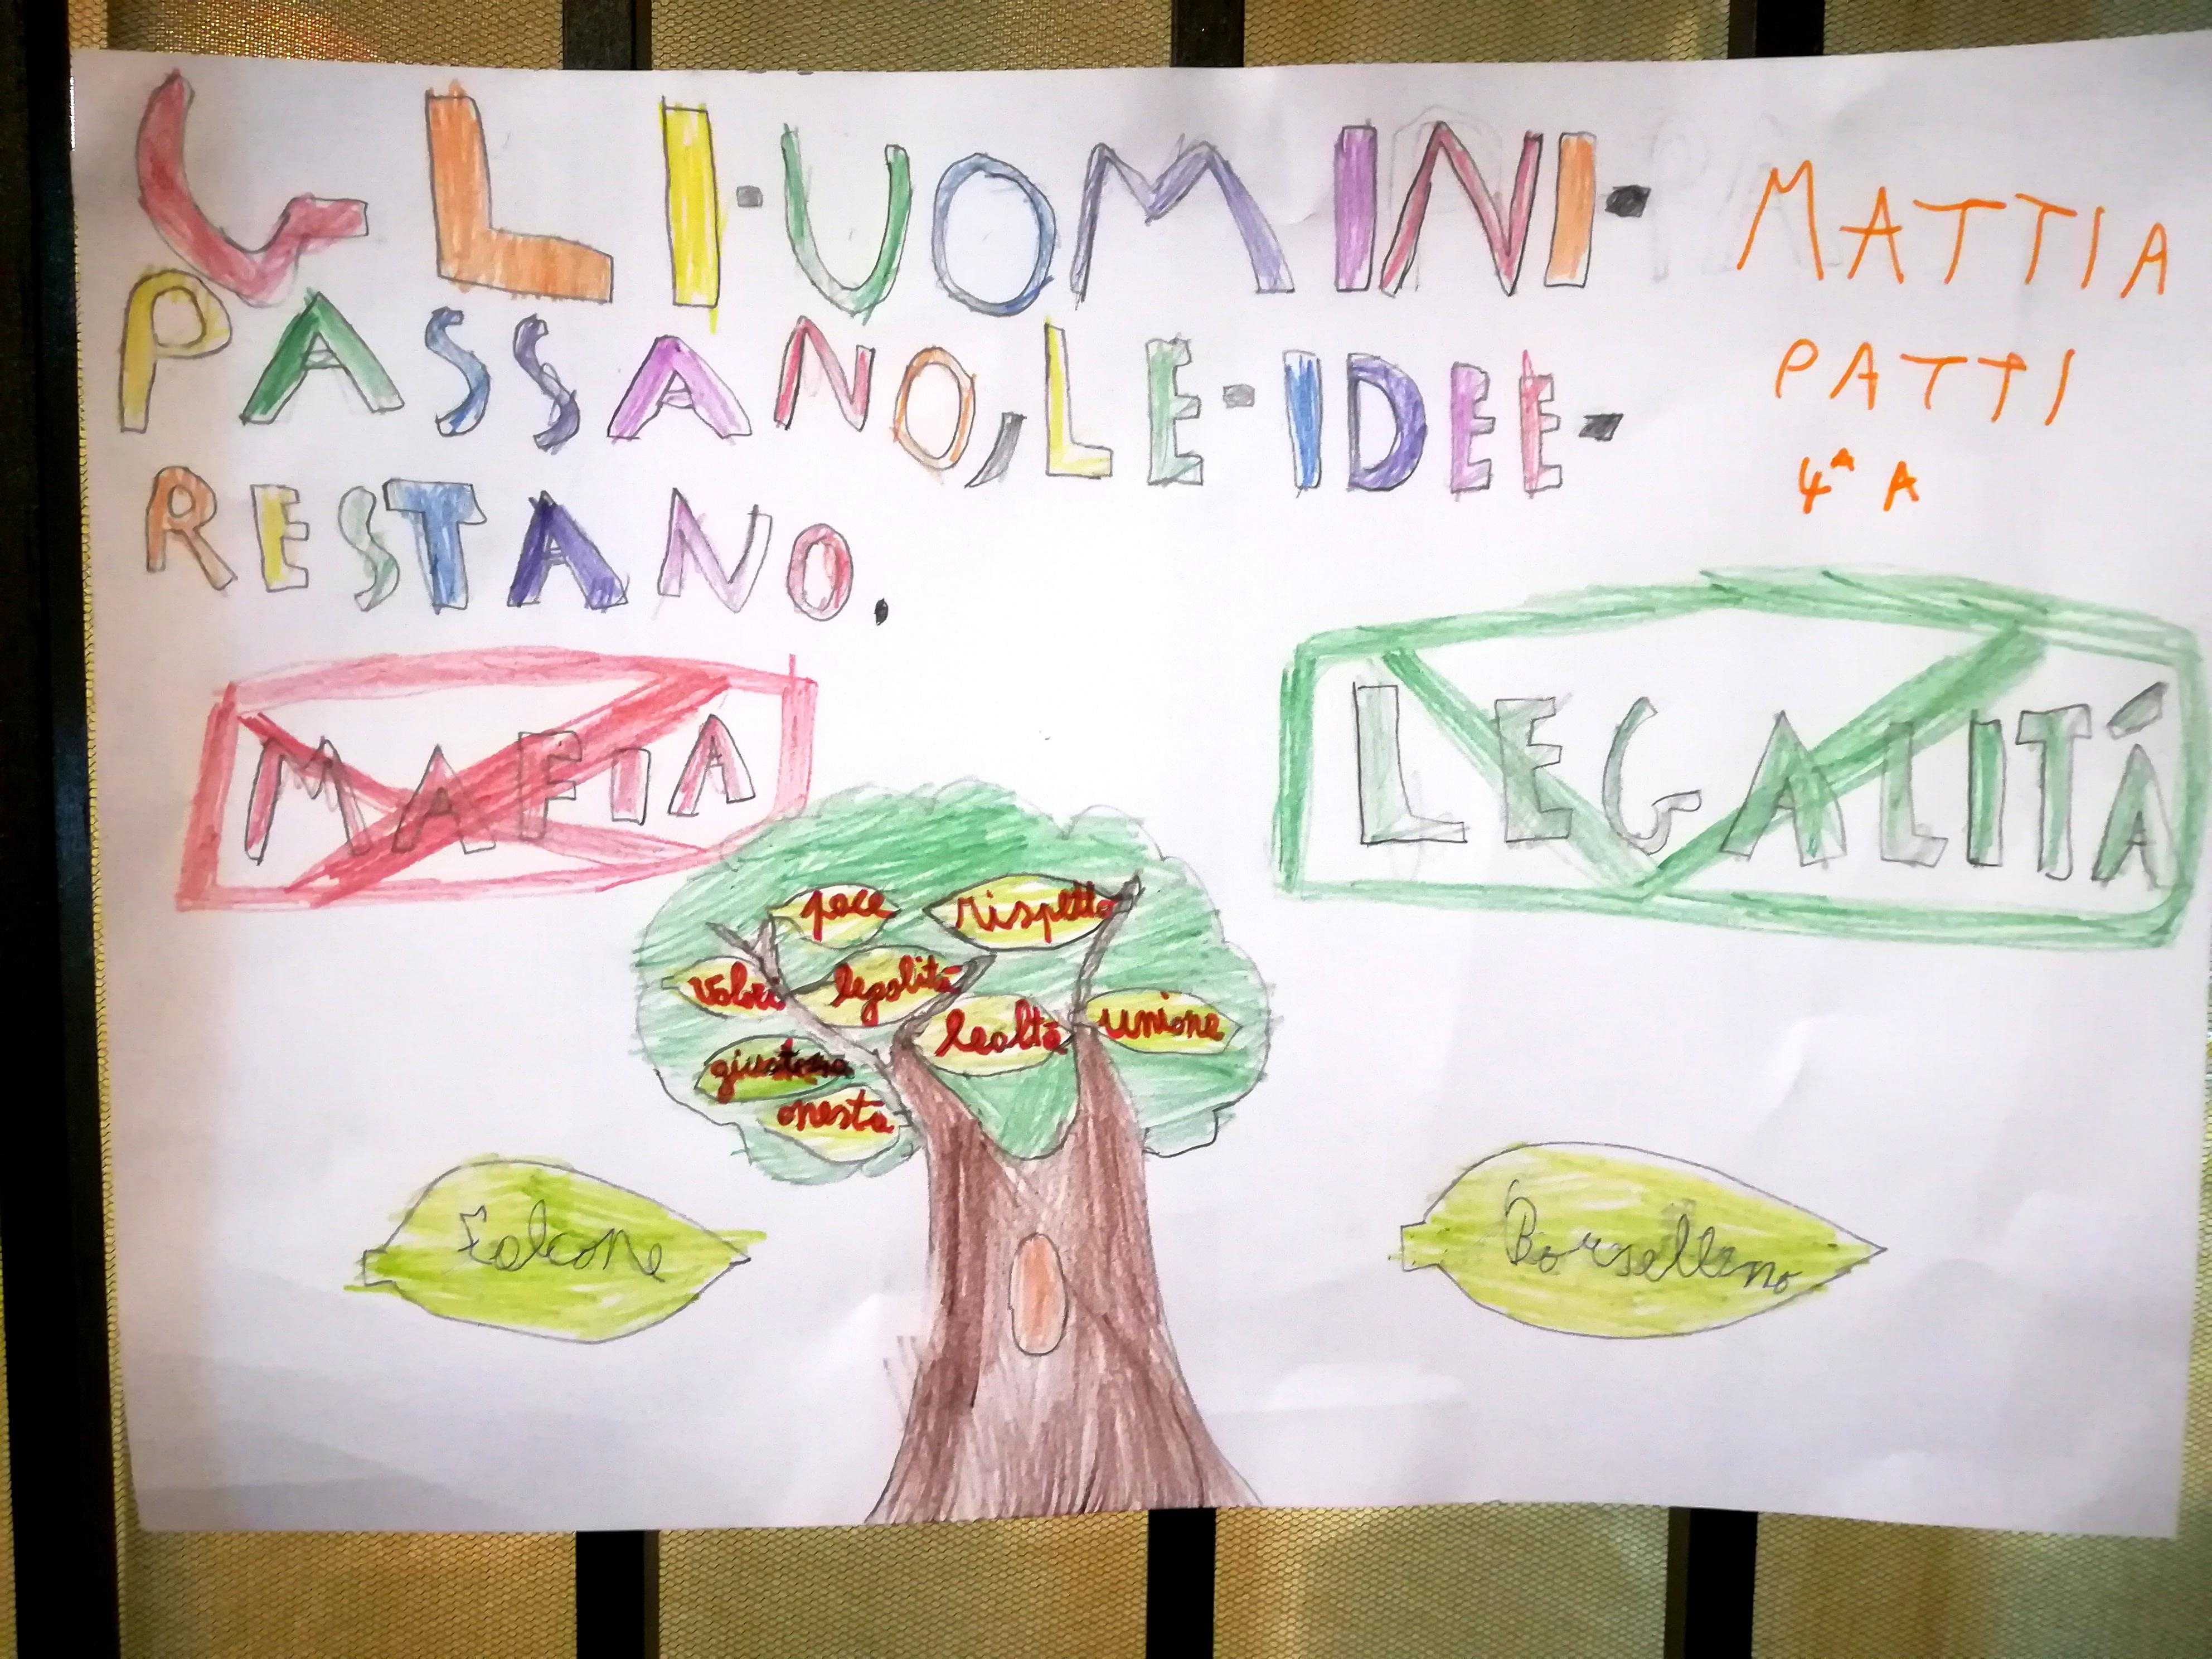 GLI-UOMINI-
PASSANO, LE-IDEE-
RESTANO.
MATTIA
PATTI
4ᴬ A
MAFIA
LEGALITÁ
pace
rispetto
valori
legalità
lealtà
unione
onestà
Falcone
Borsellino